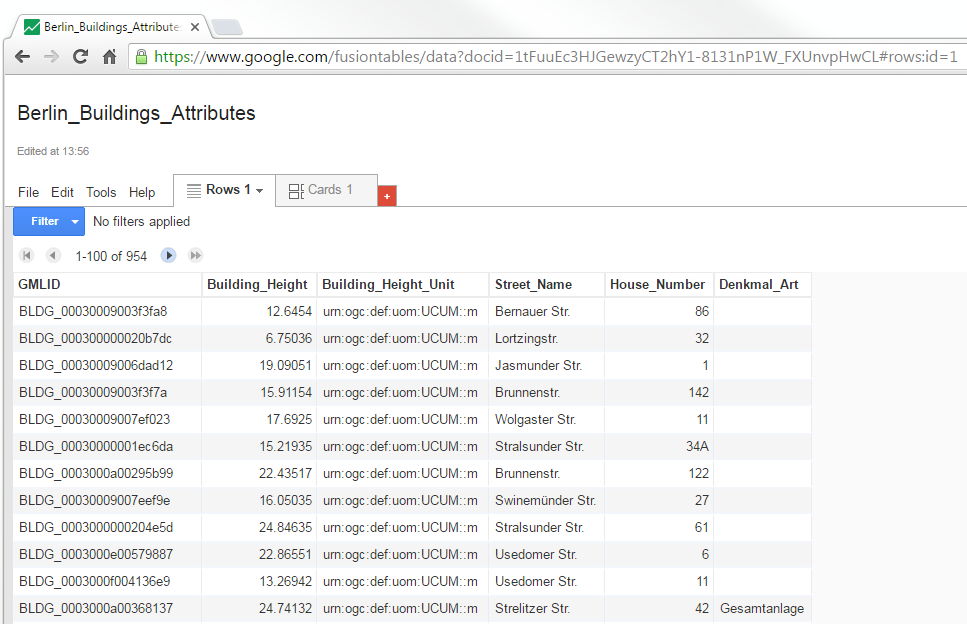 Berlin_Buildings_Attribute
https://www.google.com/fusiontables/data?docid=1tFuuEc3HJGewzyCT2hY1-8131nP1W_FXUnvpHwCL#rows:id=1
Berlin_Buildings_Attributes
Edited at 13:56
File Edit Tools Help Rows 1 Cards 1 +
Filter No filters applied
1-100 of 954
GMLID Building_Height Building_Height_Unit Street_Name House_Number Denkmal_Art
BLDG_00030009003f3fa8 12.6454 urn:ogc:def:uom:UCUM::m Bernauer Str. 86
BLDG_000300000020b7dc 6.75036 urn:ogc:def:uom:UCUM::m Lortzingstr. 32
BLDG_00030009006dad12 19.09051 urn:ogc:def:uom:UCUM::m Jasmunder Str. 1
BLDG_00030009003f3f7a 15.91154 urn:ogc:def:uom:UCUM::m Brunnenstr. 142
BLDG_00030009007ef023 17.6925 urn:ogc:def:uom:UCUM::m Wolgaster Str. 11
BLDG_00030000001ec6da 15.21935 urn:ogc:def:uom:UCUM::m Stralsunder Str. 34A
BLDG_0003000a00295b99 22.43517 urn:ogc:def:uom:UCUM::m Brunnenstr. 122
BLDG_00030009007eef9e 16.05035 urn:ogc:def:uom:UCUM::m Swinemünder Str. 27
BLDG_0003000000204e5d 24.84635 urn:ogc:def:uom:UCUM::m Stralsunder Str. 61
BLDG_0003000e00579887 22.86551 urn:ogc:def:uom:UCUM::m Usedomer Str. 6
BLDG_0003000f004136e9 13.26942 urn:ogc:def:uom:UCUM::m Usedomer Str. 11
BLDG_0003000a00368137 24.74132 urn:ogc:def:uom:UCUM::m Strelitzer Str. 42 Gesamtanlage